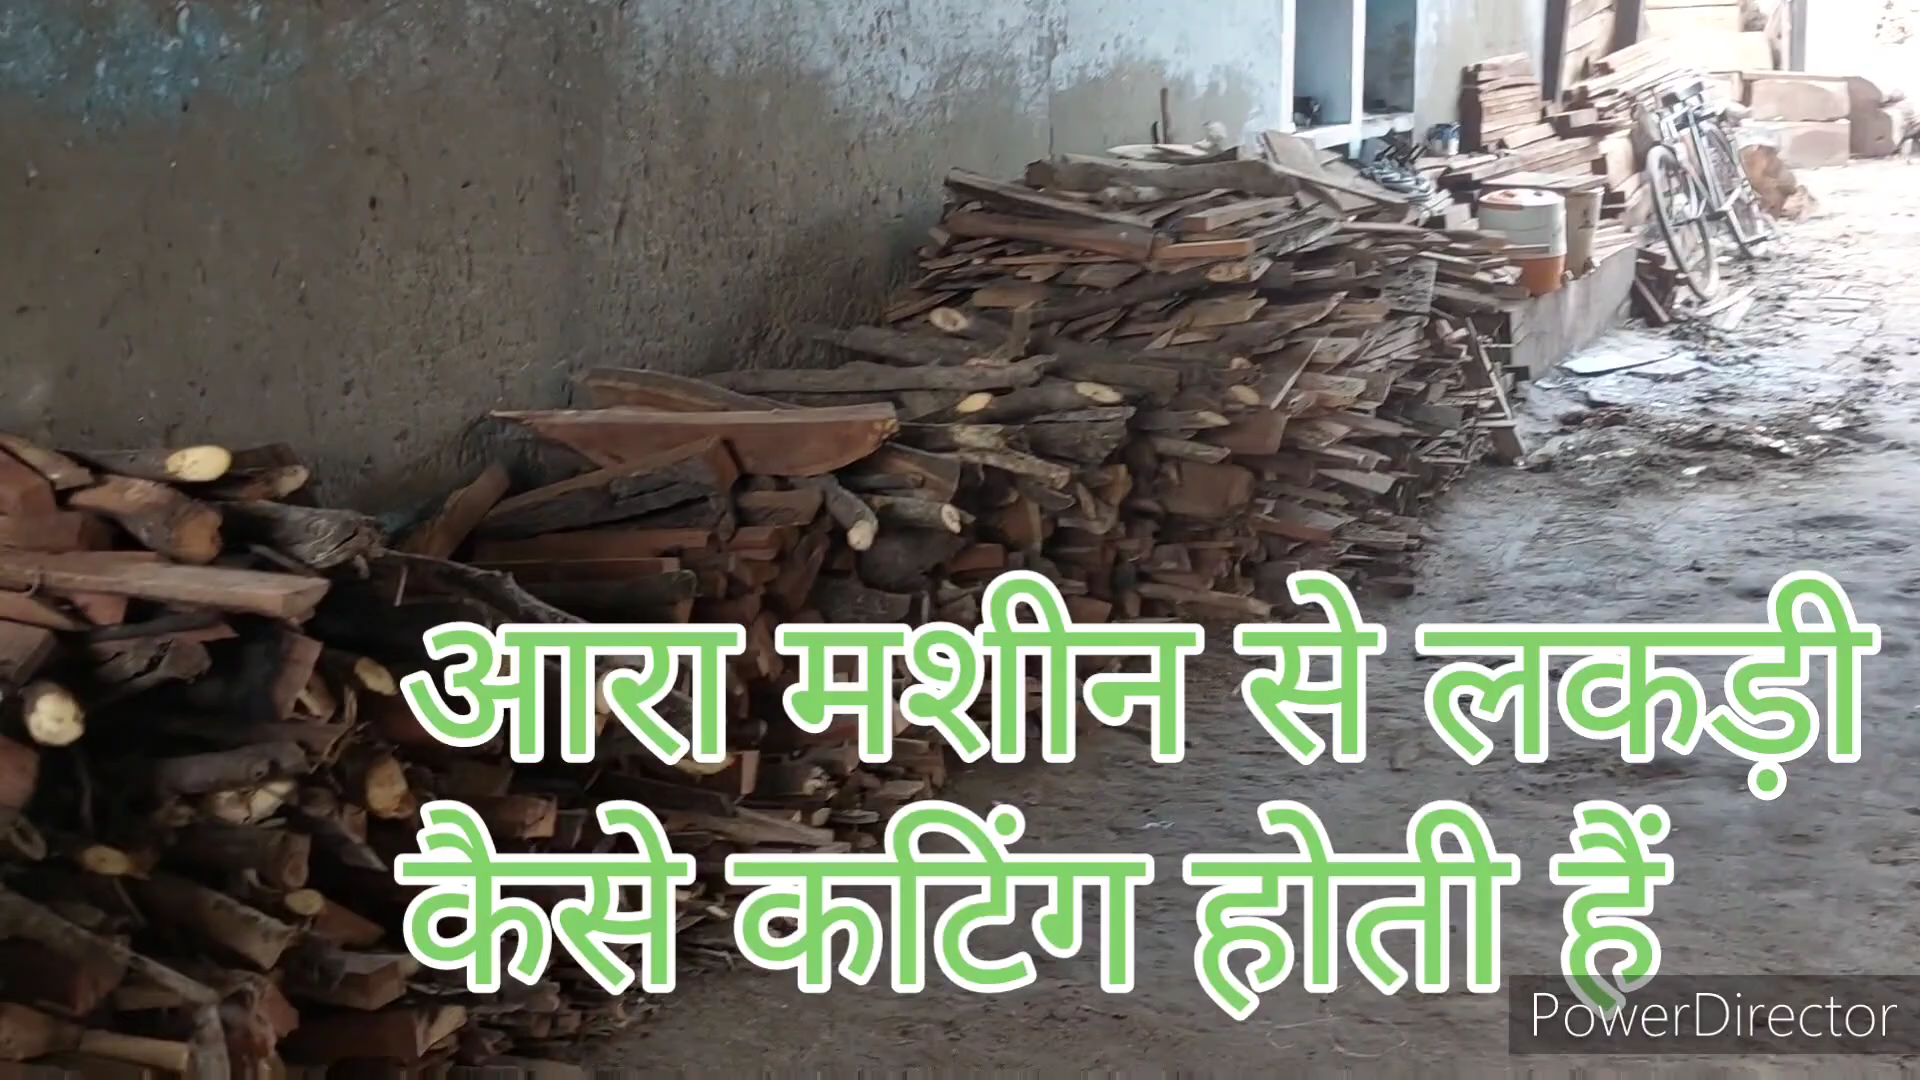 आरा मशीन से लकड़ी
कैसे कटिंग होती हैं
PowerDirector